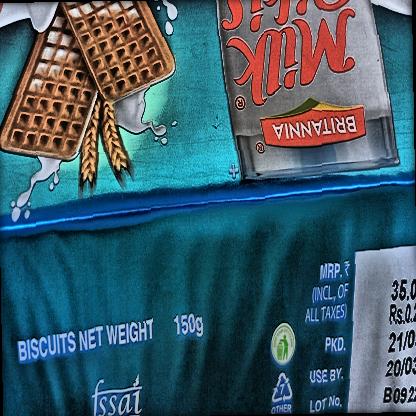 Milk
Bikis
BRITANNIA
BISCUITS NET WEIGHT 150g
MRP. ₹
(INCL. OF
ALL TAXES)
PKD.
USE BY.
LOT No.
35.0
Rs.0.2
21/0
20/0
B092
fssai
OTHER